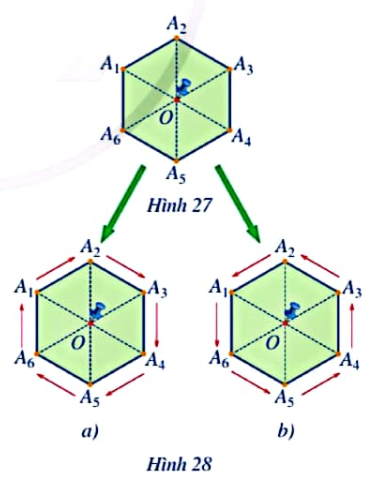 A2
A1 A3
O
A6 A4
A5
Hình 27
A2 A2
A1 A3 A1 A3
O O
A6 A4 A6 A4
A5 A5
a) b)
Hình 28